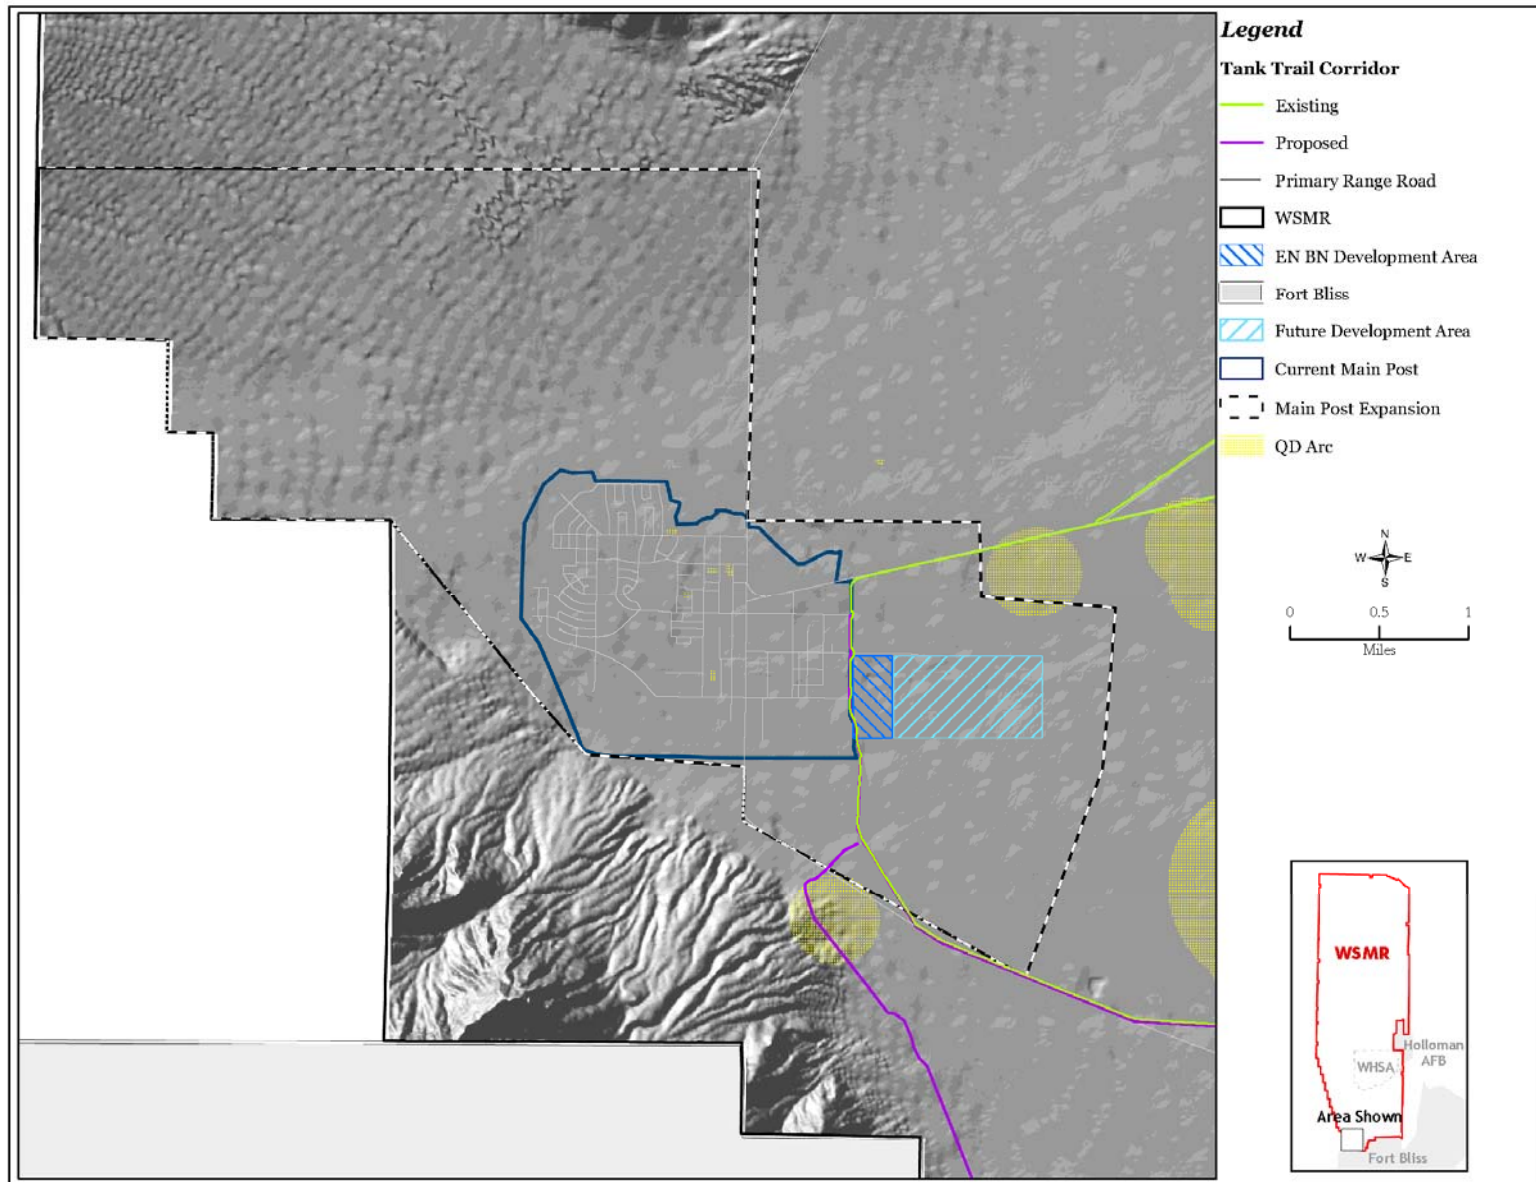 Legend
Tank Trail Corridor
Existing
Proposed
Primary Range Road
WSMR
EN BN Development Area
Fort Bliss
Future Development Area
Current Main Post
Main Post Expansion
QD Arc
N
W E
S
0 0.5 1
Miles
WSMR
Holloman
AFB
WHSA
Area Shown
Fort Bliss